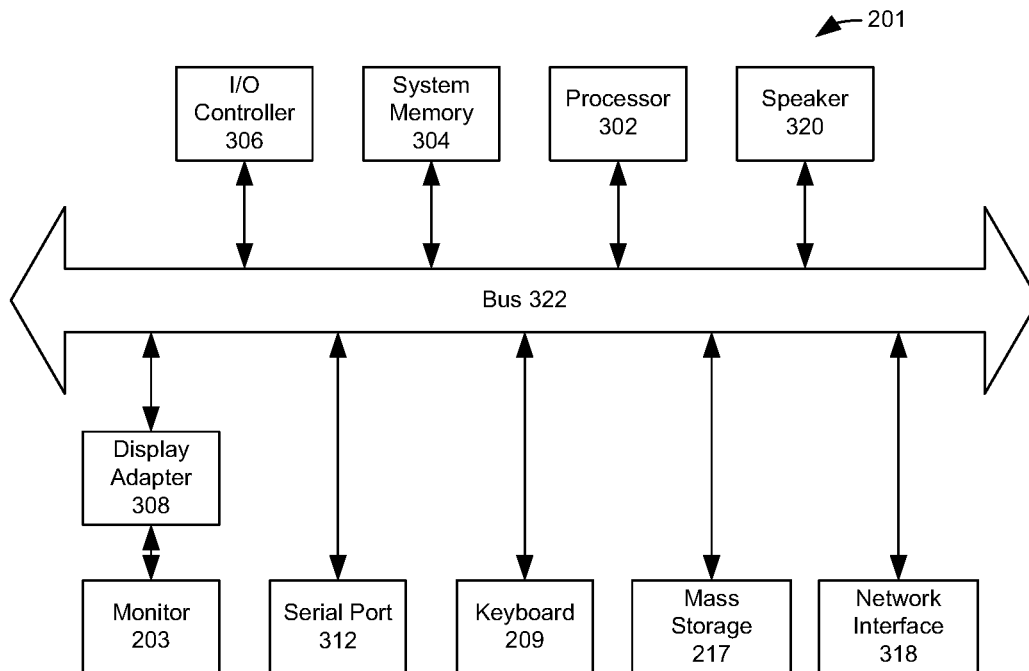 201
I/O
Controller
306
System
Memory
304
Processor
302
Speaker
320
Bus 322
Display
Adapter
308
Monitor
203
Serial Port
312
Keyboard
209
Mass
Storage
217
Network
Interface
318